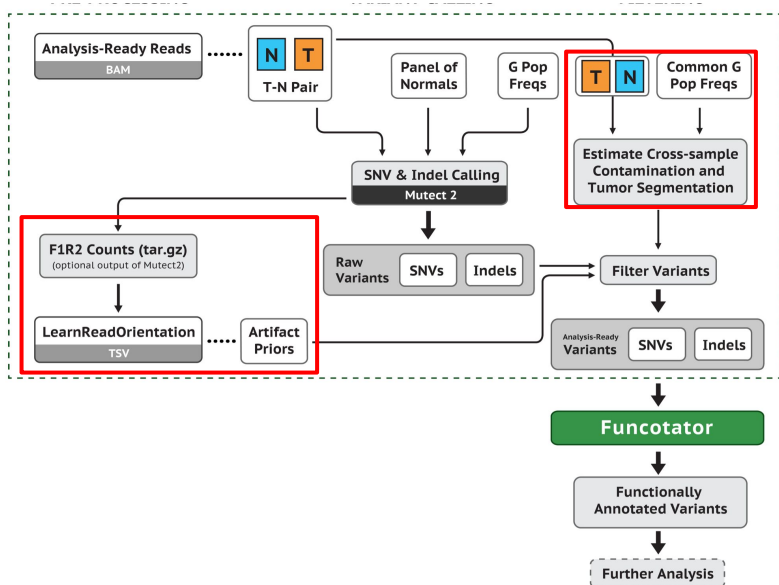 Analysis-Ready Reads
BAM
N
T
T-N Pair
Panel of
Normals
G Pop
Freqs
T
N
Common G
Pop Freqs
SNV & Indel Calling
Mutect 2
Estimate Cross-sample
Contamination and
Tumor Segmentation
F1R2 Counts (tar.gz)
(optional output of Mutect2)
Raw
Variants
SNVs
Indels
Filter Variants
LearnReadOrientation
TSV
Artifact
Priors
Analysis-Ready
Variants
SNVs
Indels
Funcotator
Functionally
Annotated Variants
Further Analysis